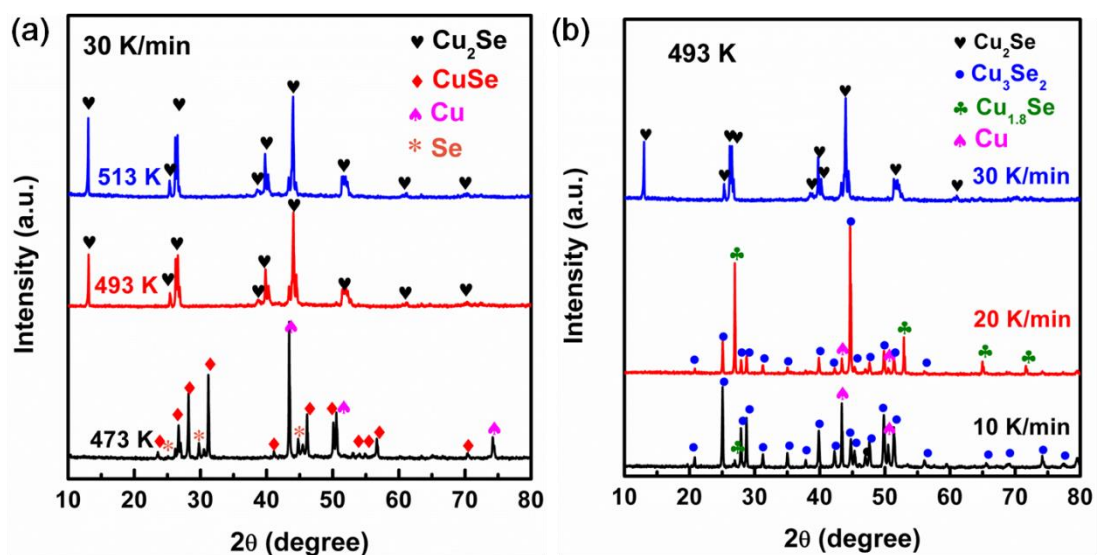 (a)
30 K/min
♥ Cu₂Se
♦ CuSe
♠ Cu
* Se
513 K
493 K
473 K
Intensity (a.u.)
10 20 30 40 50 60 70 80
2θ (degree)
(b)
493 K
♥ Cu₂Se
● Cu₃Se₂
♣ Cu₁.₈Se
♠ Cu
30 K/min
20 K/min
10 K/min
Intensity (a.u.)
10 20 30 40 50 60 70 80
2θ (degree)